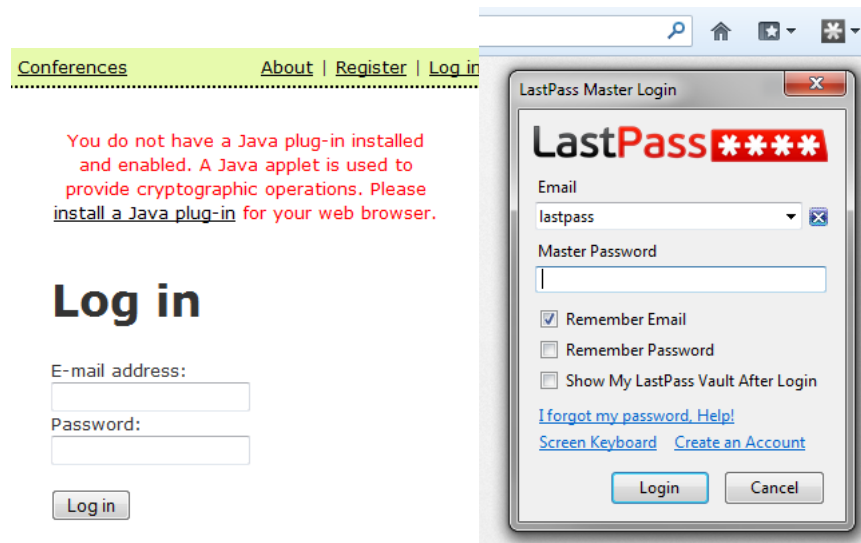 Conferences
About | Register | Log in
You do not have a Java plug-in installed
and enabled. A Java applet is used to
provide cryptographic operations. Please
install a Java plug-in for your web browser.
Log in
E-mail address:
Password:
Log in
LastPass Master Login
LastPass ****
Email
lastpass
Master Password
Remember Email
Remember Password
Show My LastPass Vault After Login
I forgot my password, Help!
Screen Keyboard Create an Account
Login Cancel